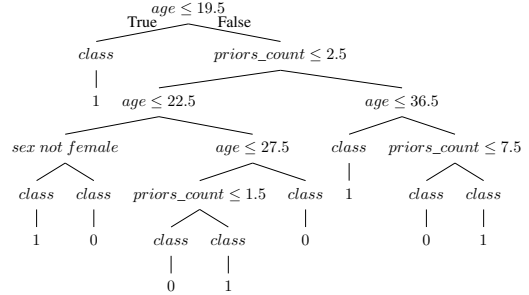 age ≤ 19.5
True False
class priors_count ≤ 2.5
1 age ≤ 22.5 age ≤ 36.5
sex not female age ≤ 27.5 class priors_count ≤ 7.5
class class priors_count ≤ 1.5 class 1 class class
1 0 class class 0 0 1
0 1